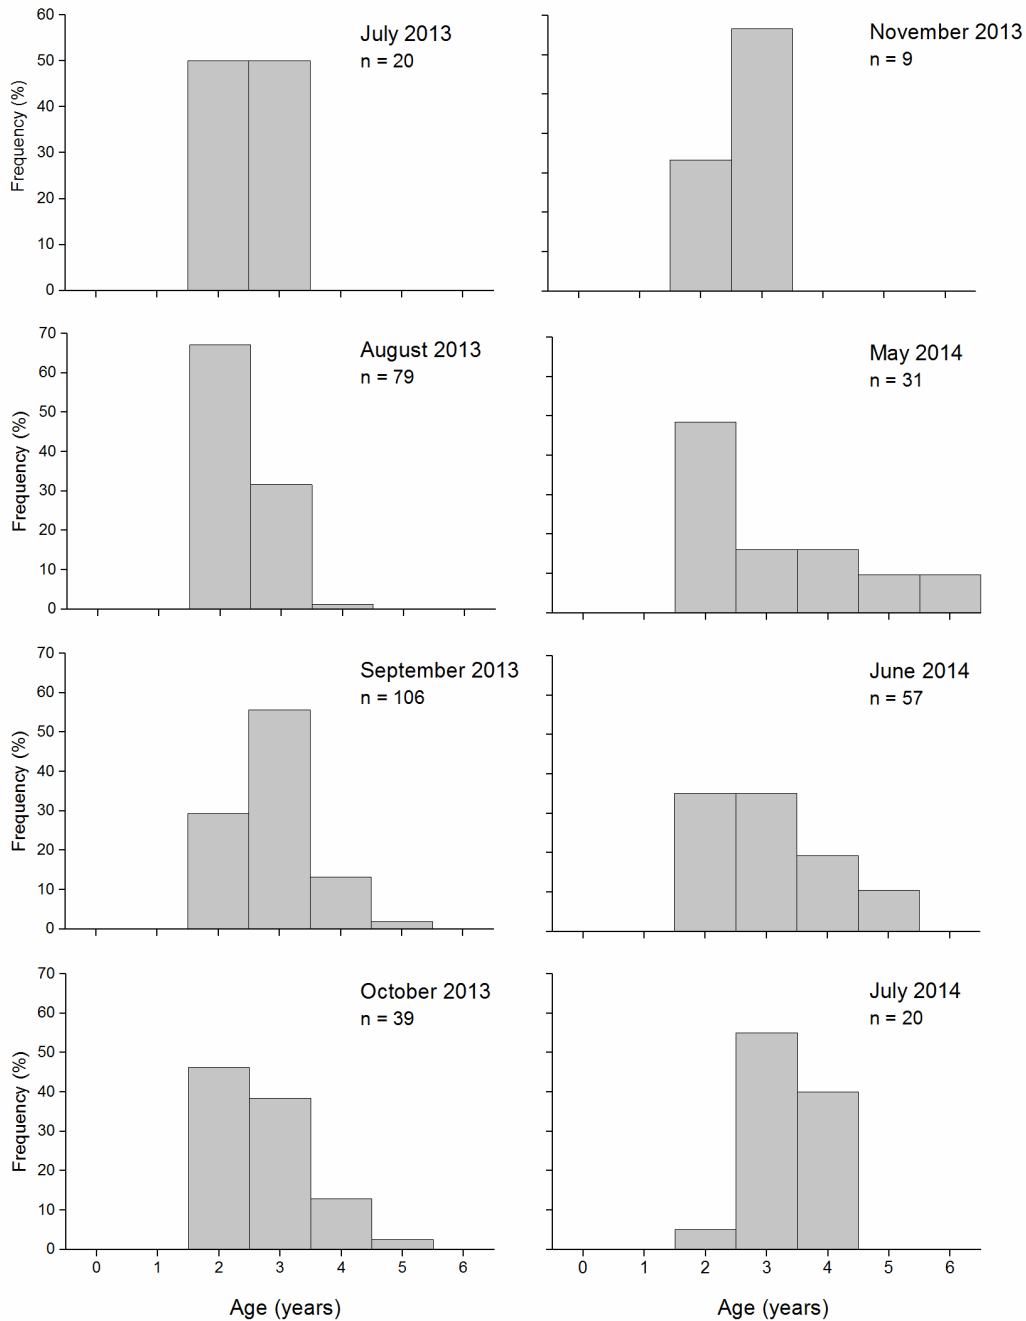 July 2013
n = 20
60
50
40
30
20
10
0
Frequency (%)
November 2013
n = 9
August 2013
n = 79
70
60
50
40
30
20
10
0
Frequency (%)
May 2014
n = 31
September 2013
n = 106
70
60
50
40
30
20
10
0
Frequency (%)
June 2014
n = 57
October 2013
n = 39
70
60
50
40
30
20
10
0
Frequency (%)
0 1 2 3 4 5 6
Age (years)
July 2014
n = 20
0 1 2 3 4 5 6
Age (years)